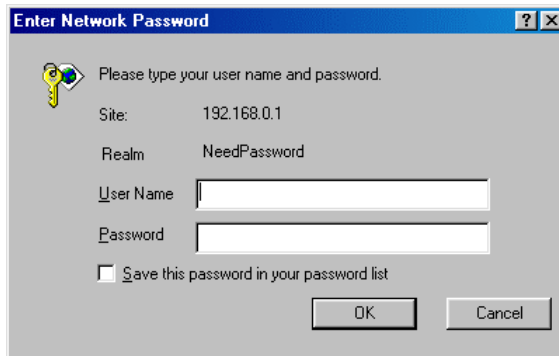 Enter Network Password
Please type your user name and password.
Site: 192.168.0.1
Realm NeedPassword
User Name
Password
Save this password in your password list
OK Cancel